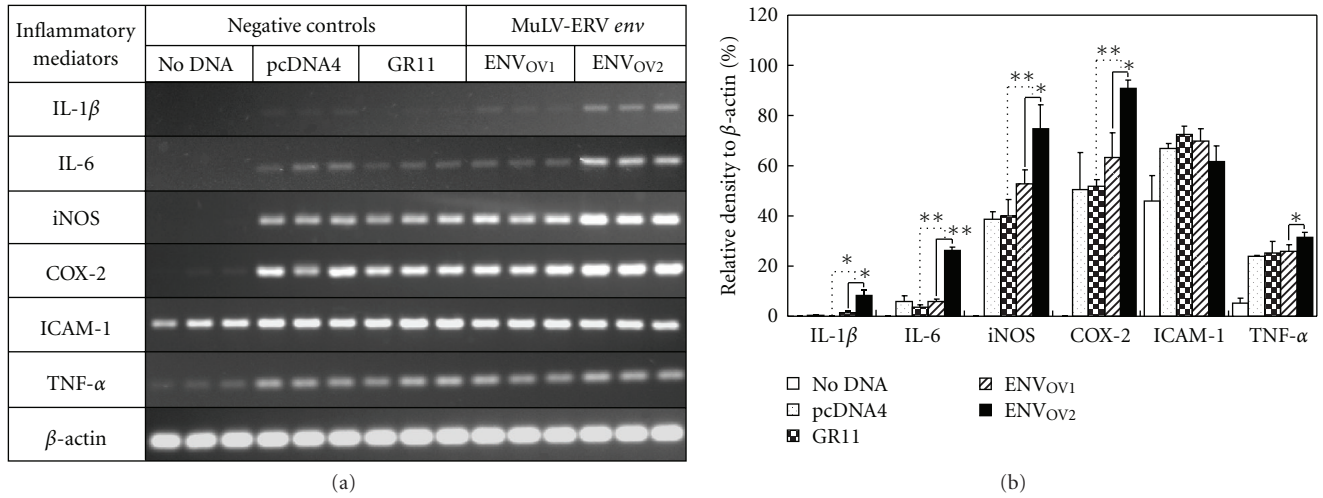 Inflammatory mediators
Negative controls
MuLV-ERV env
No DNA
pcDNA4
GR11
ENVOV1
ENVOV2
IL-1β
IL-6
iNOS
COX-2
ICAM-1
TNF-α
β-actin
(a)
Relative density to β-actin (%)
120
100
80
60
40
20
0
*
*
**
**
**
*
**
*
*
IL-1β
IL-6
iNOS
COX-2
ICAM-1
TNF-α
No DNA
pcDNA4
GR11
ENVOV1
ENVOV2
(b)